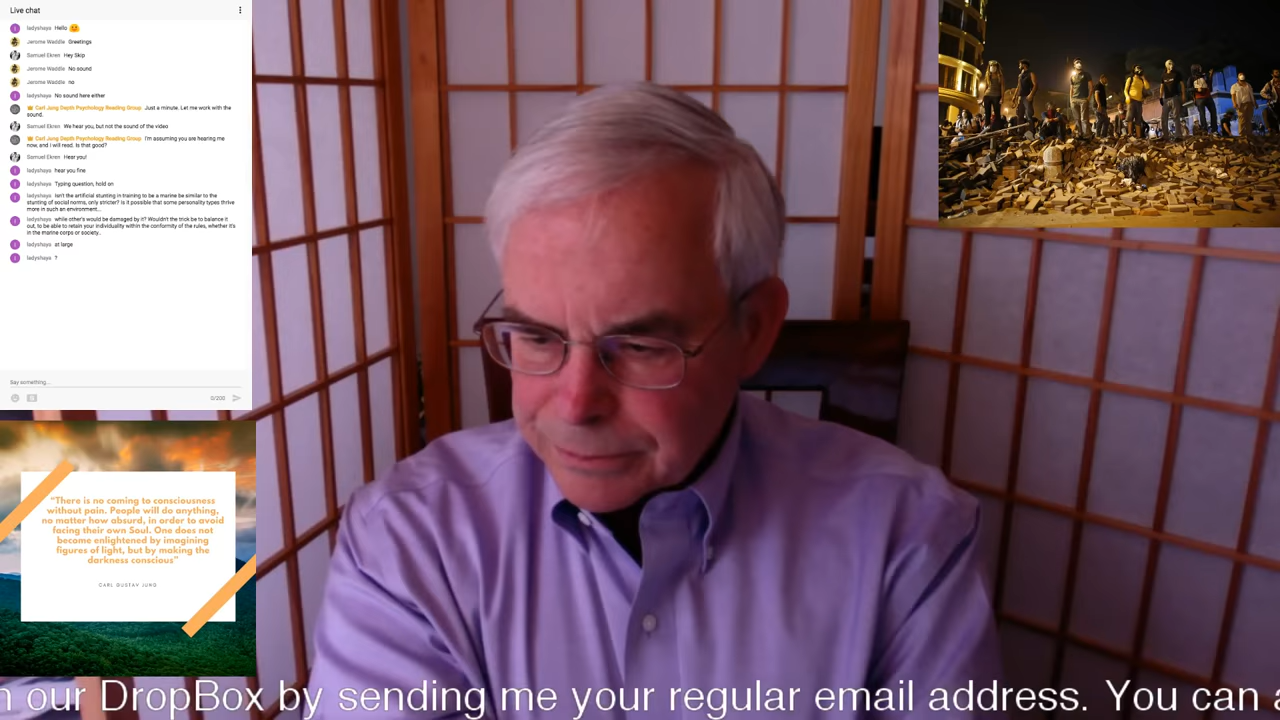 Live chat
ladyshaya Hello
Jerome Waddle Greetings
Samuel Ekren Hey Skip
Jerome Waddle No sound
Jerome Waddle no
ladyshaya No sound here either
Carl Jung Depth Psychology Reading Group Just a minute. Let me work with the
sound.
Samuel Ekren We hear you, but not the sound of the video
Carl Jung Depth Psychology Reading Group I'm assuming you are hearing me
now, and i will read. Is that good?
Samuel Ekren Hear you!
ladyshaya hear you fine
ladyshaya Typing question, hold on
ladyshaya Isn't the artificial stunting in training to be a marine be similar to the
stunting of social norms, only stricter? Is it possible that some personality types thrive
more in such an environment...
ladyshaya while other's would be damaged by it? Wouldn't the trick be to balance it
out, to be able to retain your individuality within the conformity of the rules, whether it's
in the marine corps or society..
ladyshaya at large
ladyshaya ?
Say something...
0/200
"There is no coming to consciousness
without pain. People will do anything,
no matter how absurd, in order to avoid
facing their own Soul. One does not
become enlightened by imagining
figures of light, but by making the
darkness conscious"
CARL GUSTAV JUNG
our DropBox by sending me your regular email address. You can